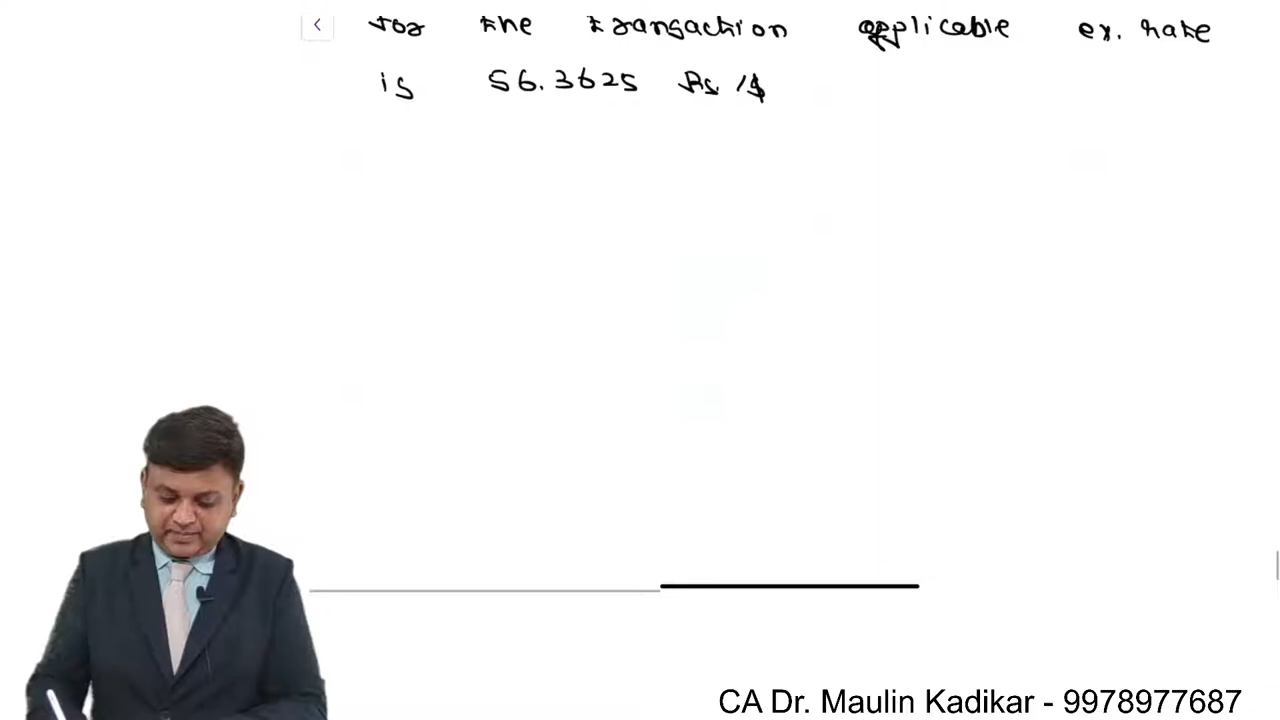 for the transaction applicable ex. rate
is 56.3625 Rs/$
CA Dr. Maulin Kadikar - 9978977687